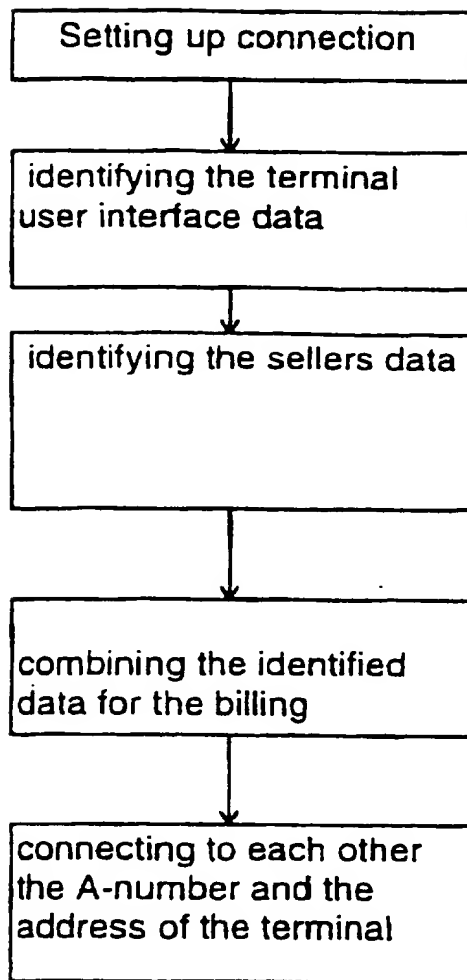 Setting up connection
identifying the terminal
user interface data
identifying the sellers data
combining the identified
data for the billing
connecting to each other
the A-number and the
address of the terminal